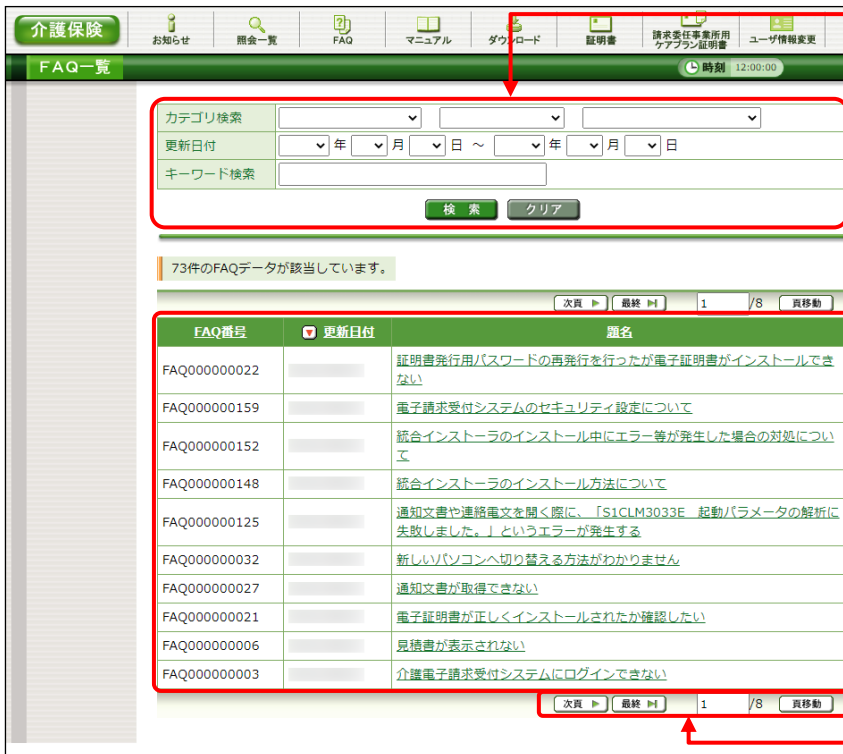 介護保険
お知らせ
照会一覧
FAQ
マニュアル
ダウンロード
証明書
請求委任事業所用
ケアプラン証明書
ユーザ情報変更
FAQ一覧
時刻 12:00:00
カテゴリ検索
更新日付 年 月 日 ～ 年 月 日
キーワード検索
検 索 クリア
73件のFAQデータが該当しています。
次頁 最終 1 /8 頁移動
FAQ番号 更新日付 題名
FAQ000000022 証明書発行用パスワードの再発行を行ったが電子証明書がインストールでき
ない
FAQ000000159 電子請求受付システムのセキュリティ設定について
FAQ000000152 統合インストーラのインストール中にエラー等が発生した場合の対処につい
て
FAQ000000148 統合インストーラのインストール方法について
FAQ000000125 通知文書や連絡電文を開く際に、「S1CLM3033E　起動パラメータの解析に
失敗しました。」というエラーが発生する
FAQ000000032 新しいパソコンへ切り替える方法がわかりません
FAQ000000027 通知文書が取得できない
FAQ000000021 電子証明書が正しくインストールされたか確認したい
FAQ000000006 見積書が表示されない
FAQ000000003 介護電子請求受付システムにログインできない
次頁 最終 1 /8 頁移動